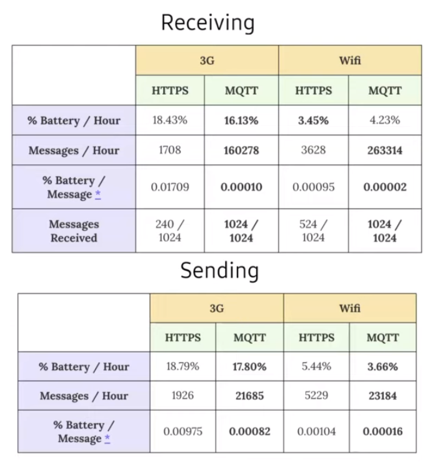 Receiving
3G Wifi
HTTPS MQTT HTTPS MQTT
% Battery / Hour 18.43% 16.13% 3.45% 4.23%
Messages / Hour 1708 160278 3628 263314
% Battery /
Message * 0.01709 0.00010 0.00095 0.00002
Messages
Received
240 /
1024
1024 /
1024
524 /
1024
1024 /
1024
Sending
3G Wifi
HTTPS MQTT HTTPS MQTT
% Battery / Hour 18.79% 17.80% 5.44% 3.66%
Messages / Hour 1926 21685 5229 23184
% Battery /
Message * 0.00975 0.00082 0.00104 0.00016